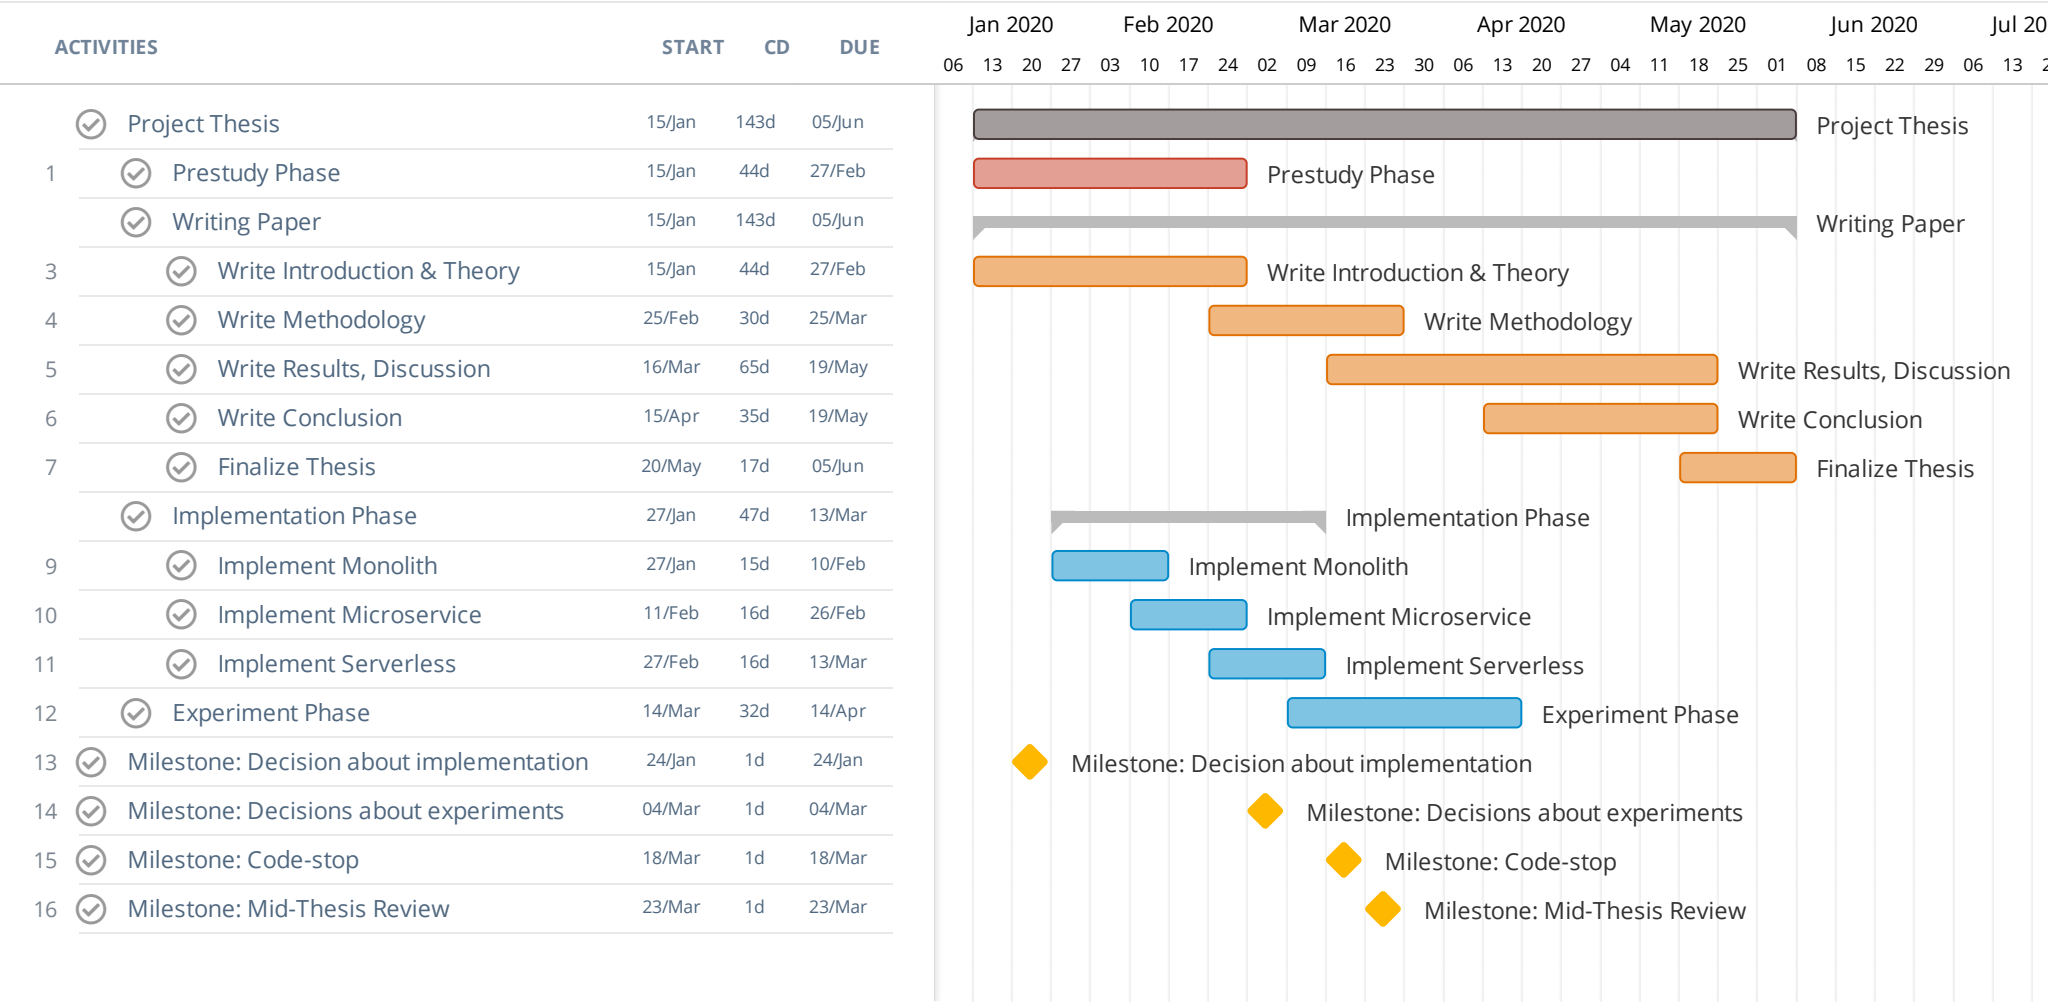 Jan 2020 Feb 2020 Mar 2020 Apr 2020 May 2020 Jun 2020 Jul 20
ACTIVITIES START CD DUE
06 13 20 27 03 10 17 24 02 09 16 23 30 06 13 20 27 04 11 18 25 01 08 15 22 29 06 13 2
Project Thesis 15/Jan 143d 05/Jun Project Thesis
1 Prestudy Phase 15/Jan 44d 27/Feb Prestudy Phase
Writing Paper 15/Jan 143d 05/Jun Writing Paper
3 Write Introduction & Theory 15/Jan 44d 27/Feb Write Introduction & Theory
4 Write Methodology 25/Feb 30d 25/Mar Write Methodology
5 Write Results, Discussion 16/Mar 65d 19/May Write Results, Discussion
6 Write Conclusion 15/Apr 35d 19/May Write Conclusion
7 Finalize Thesis 20/May 17d 05/Jun Finalize Thesis
Implementation Phase 27/Jan 47d 13/Mar Implementation Phase
9 Implement Monolith 27/Jan 15d 10/Feb Implement Monolith
10 Implement Microservice 11/Feb 16d 26/Feb Implement Microservice
11 Implement Serverless 27/Feb 16d 13/Mar Implement Serverless
12 Experiment Phase 14/Mar 32d 14/Apr Experiment Phase
13 Milestone: Decision about implementation 24/Jan 1d 24/Jan Milestone: Decision about implementation
14 Milestone: Decisions about experiments 04/Mar 1d 04/Mar Milestone: Decisions about experiments
15 Milestone: Code-stop 18/Mar 1d 18/Mar Milestone: Code-stop
16 Milestone: Mid-Thesis Review 23/Mar 1d 23/Mar Milestone: Mid-Thesis Review